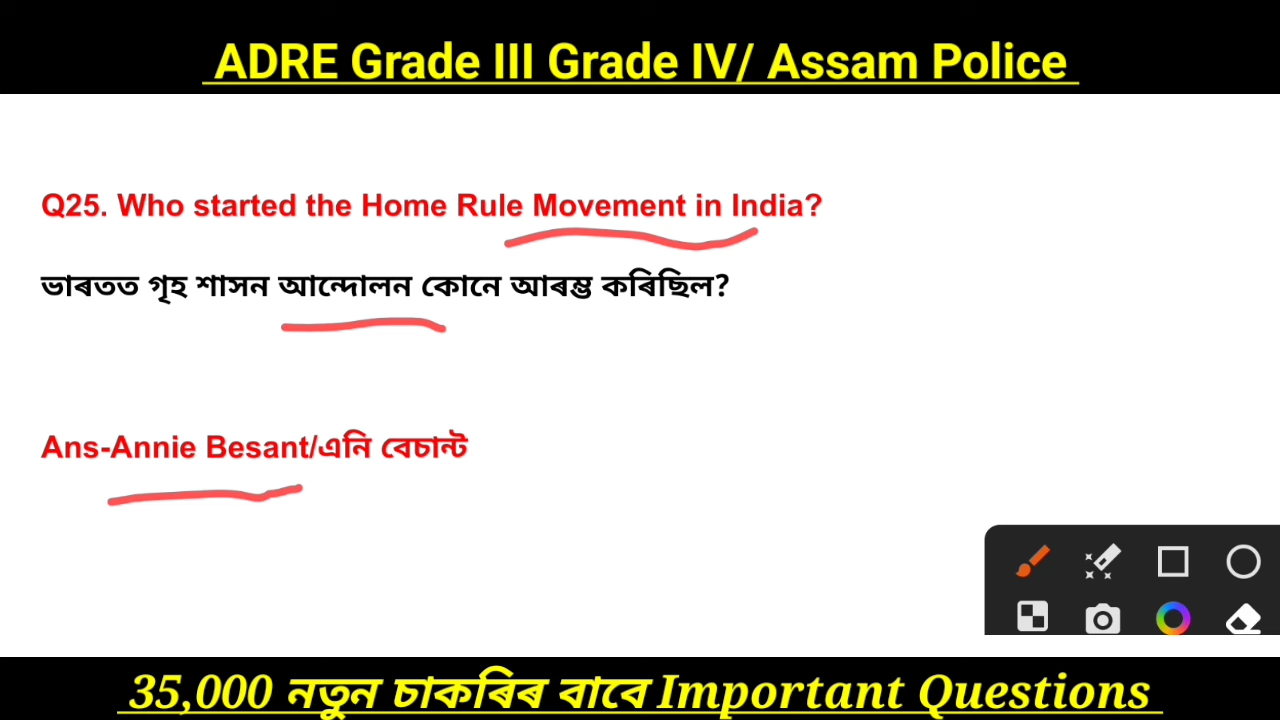 ADRE Grade III Grade IV/ Assam Police
Q25. Who started the Home Rule Movement in India?
ভাৰতত গৃহ শাসন আন্দোলন কোনে আৰম্ভ কৰিছিল?
Ans-Annie Besant/এনি বেচান্ট
35,000 নতুন চাকৰিৰ বাবে Important Questions